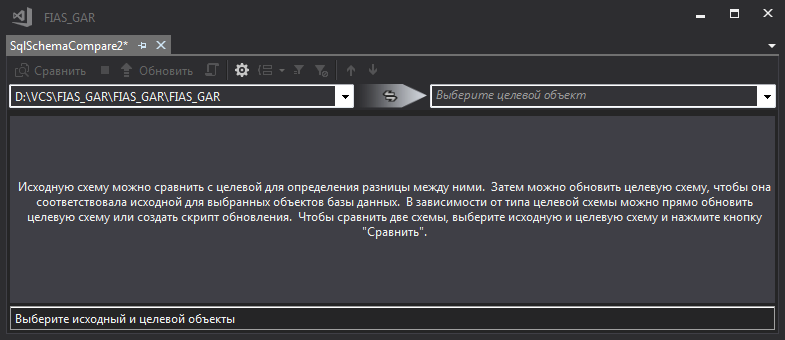 FIAS_GAR
SqlSchemaCompare2*
Сравнить Обновить
D:\VCS\FIAS_GAR\FIAS_GAR\FIAS_GAR Выберите целевой объект
Исходную схему можно сравнить с целевой для определения разницы между ними. Затем можно обновить целевую схему, чтобы она
соответствовала исходной для выбранных объектов базы данных. В зависимости от типа целевой схемы можно прямо обновить
целевую схему или создать скрипт обновления. Чтобы сравнить две схемы, выберите исходную и целевую схему и нажмите кнопку
"Сравнить".
Выберите исходный и целевой объекты